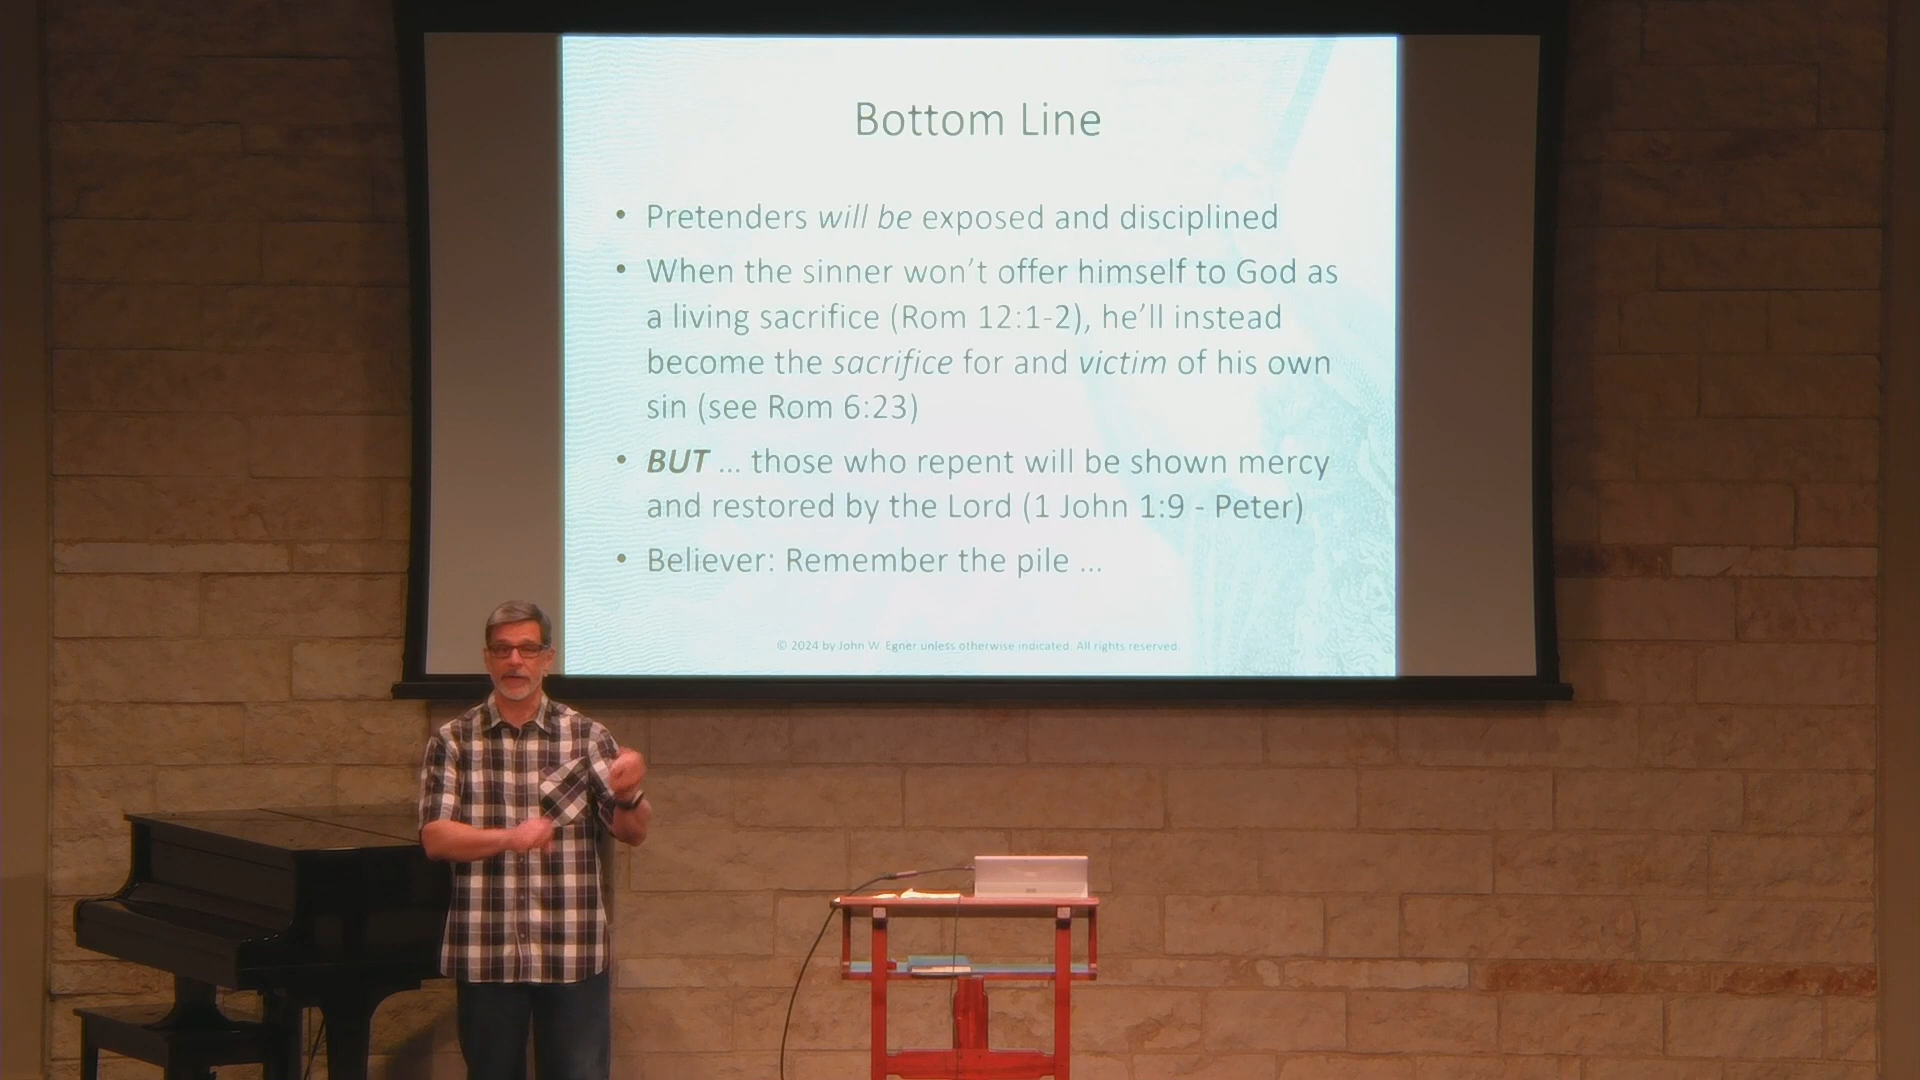 Bottom Line
• Pretenders will be exposed and disciplined
• When the sinner won't offer himself to God as
a living sacrifice (Rom 12:1-2), he'll instead
become the sacrifice for and victim of his own
sin (see Rom 6:23)
• BUT ... those who repent will be shown mercy
and restored by the Lord (1 John 1:9 - Peter)
• Believer: Remember the pile ...
© 2024 by John W. Egner unless otherwise indicated. All rights reserved.